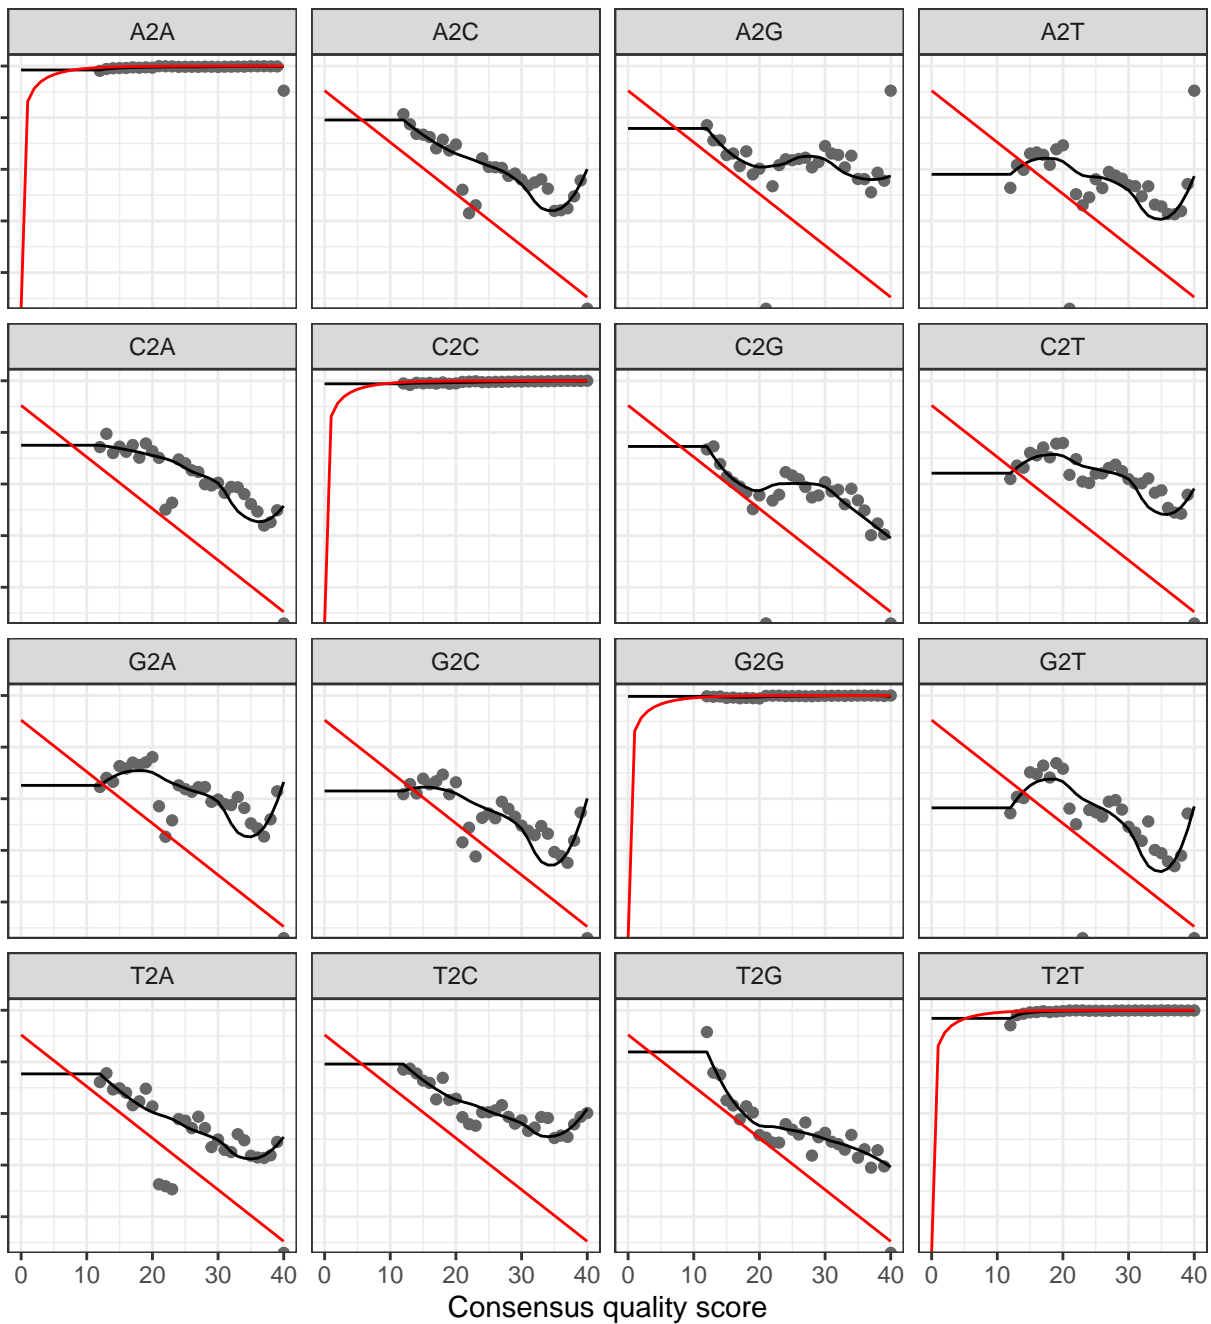 A2A A2C A2G A2T
C2A C2C C2G C2T
G2A G2C G2G G2T
T2A T2C T2G T2T
0 10 20 30 40 0 10 20 30 40 0 10 20 30 40 0 10 20 30 40
Consensus quality score